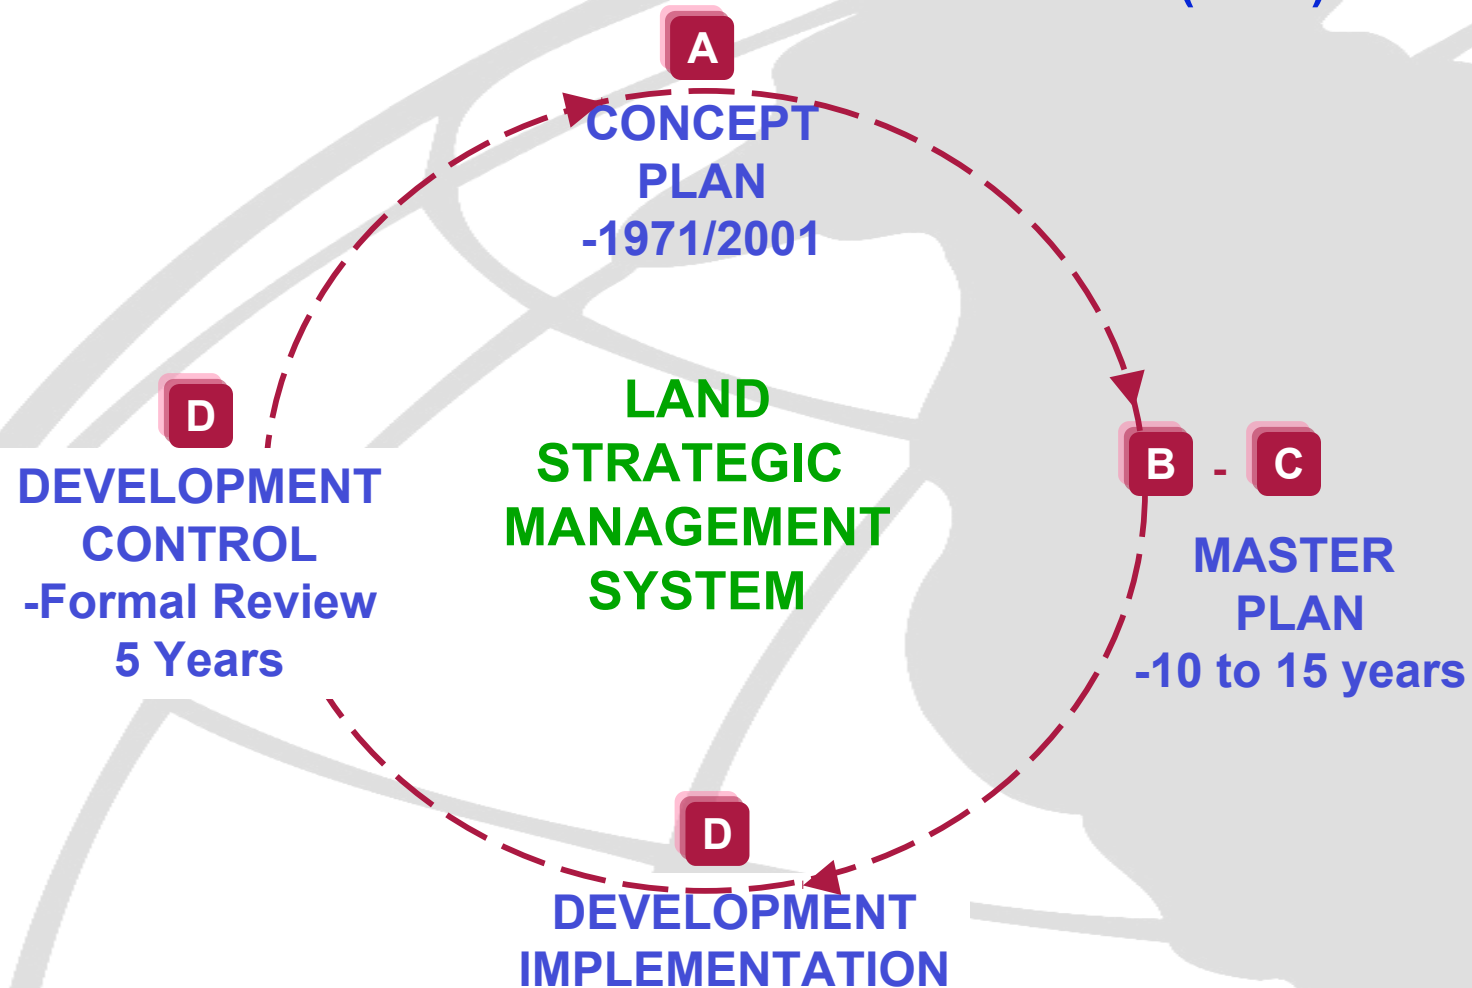 A
CONCEPT
PLAN
-1971/2001
LAND
STRATEGIC
MANAGEMENT
SYSTEM
D
DEVELOPMENT
CONTROL
-Formal Review
5 Years
B - C
MASTER
PLAN
-10 to 15 years
D
DEVELOPMENT
IMPLEMENTATION